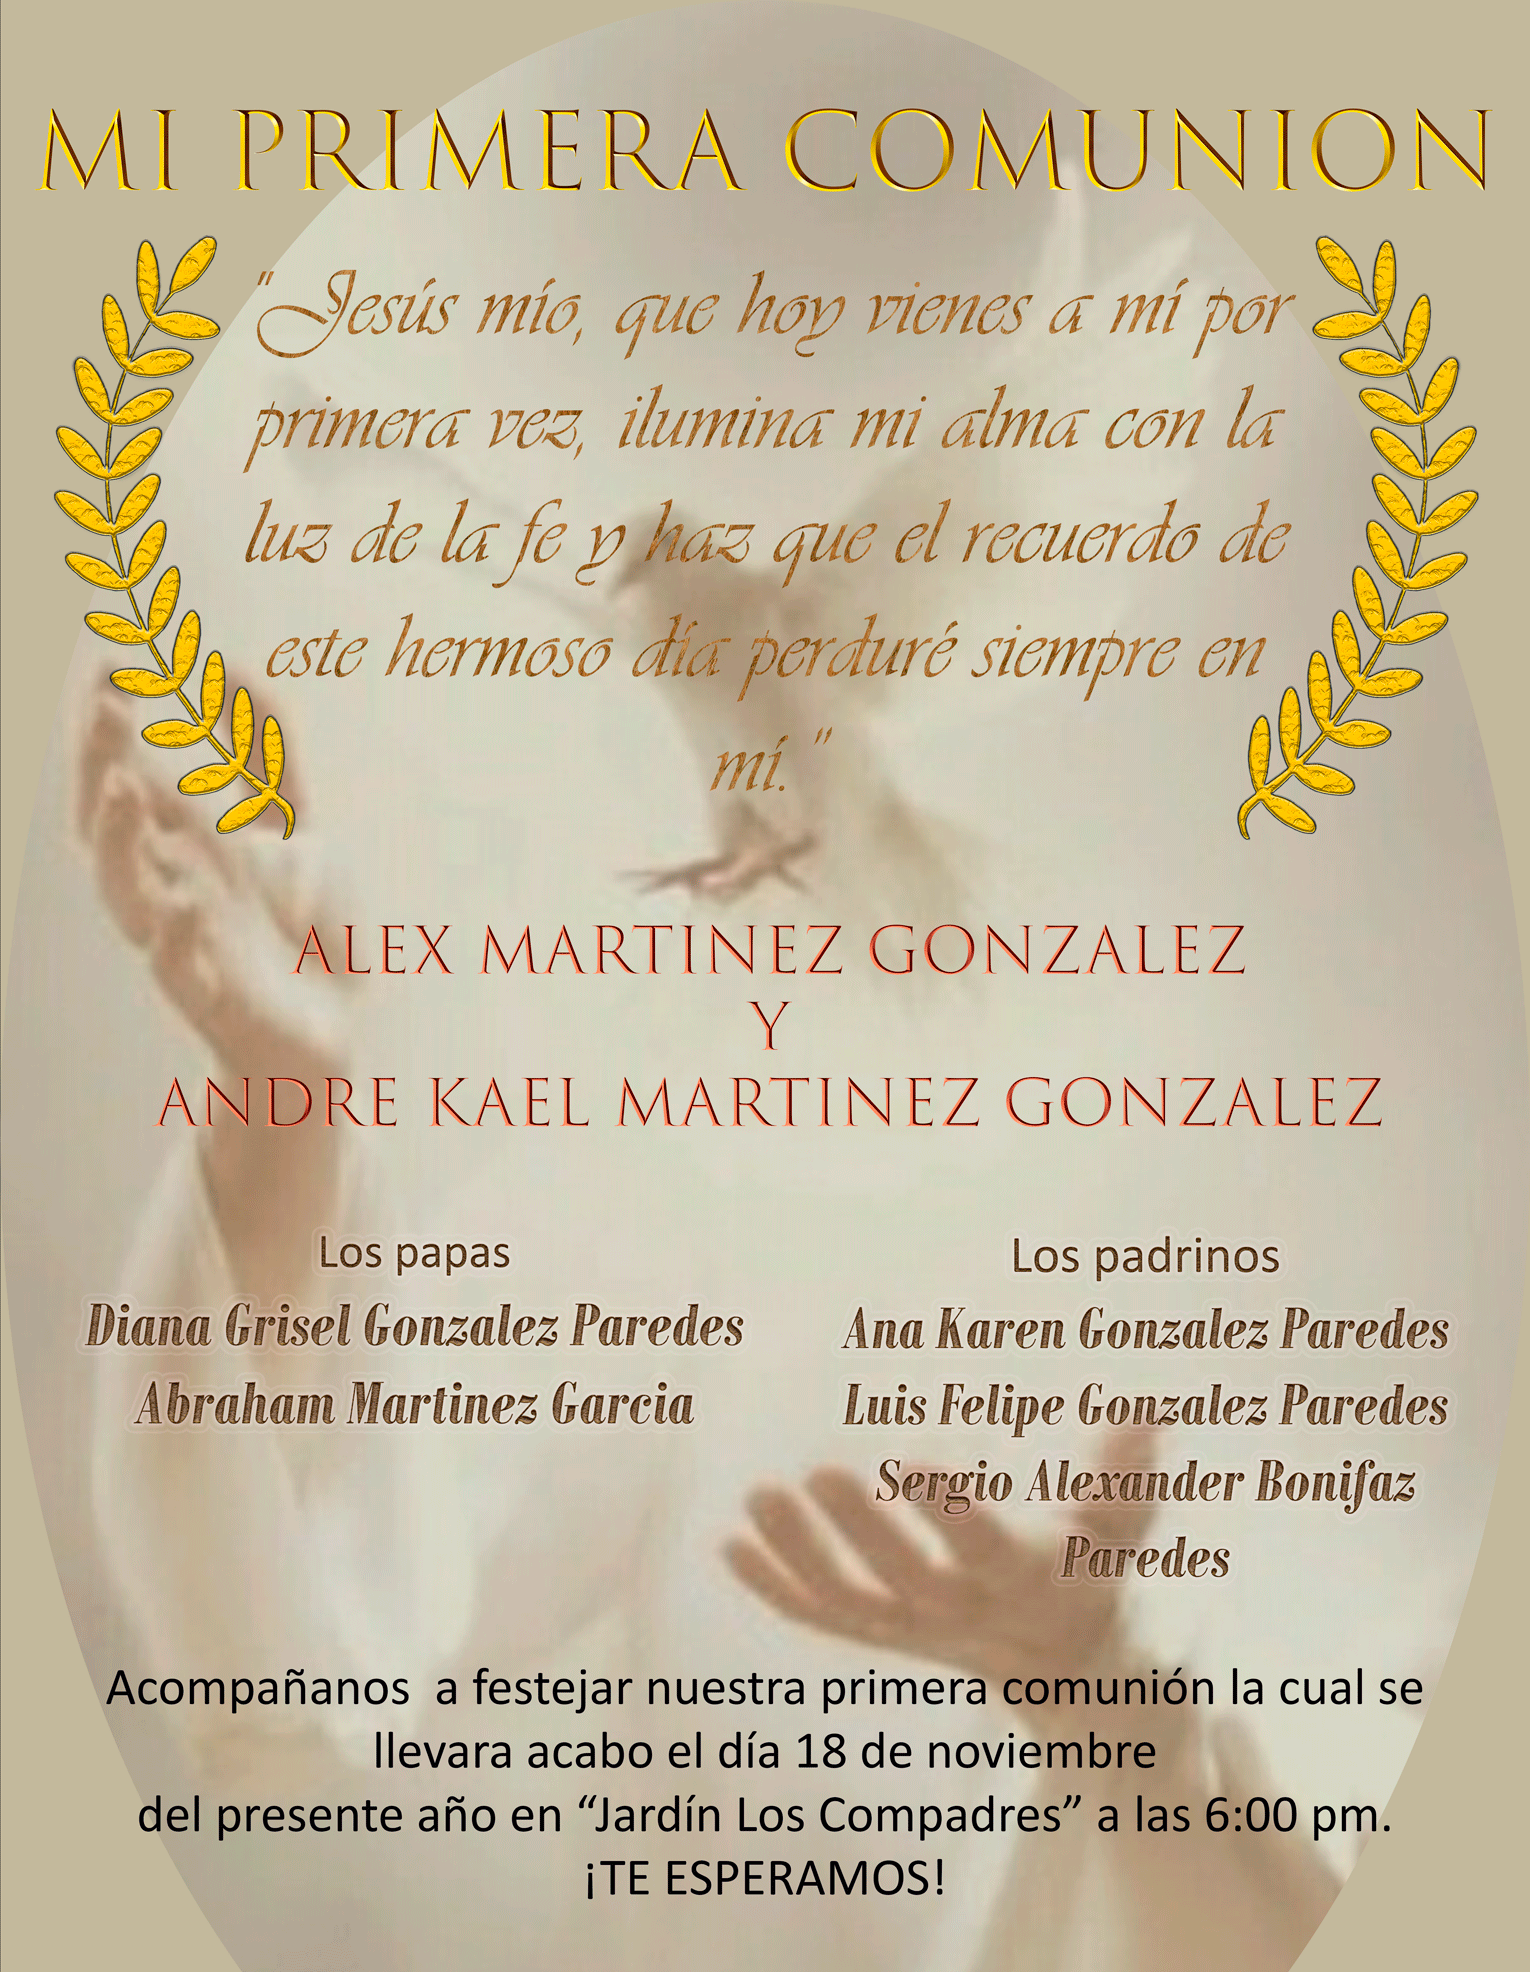 MI PRIMERA COMUNION
"Jesús mío, que hoy vienes a mí por
primera vez, ilumina mi alma con la
luz de la fe y haz que el recuerdo de
este hermoso día perduré siempre en
mí."
ALEX MARTINEZ GONZALEZ
Y
ANDRE KAEL MARTINEZ GONZALEZ
Los papas
Diana Grisel Gonzalez Paredes
Abraham Martinez Garcia
Los padrinos
Ana Karen Gonzalez Paredes
Luis Felipe Gonzalez Paredes
Sergio Alexander Bonifaz
Paredes
Acompañanos  a festejar nuestra primera comunión la cual se
llevara acabo el día 18 de noviembre
del presente año en “Jardín Los Compadres” a las 6:00 pm.
¡TE ESPERAMOS!